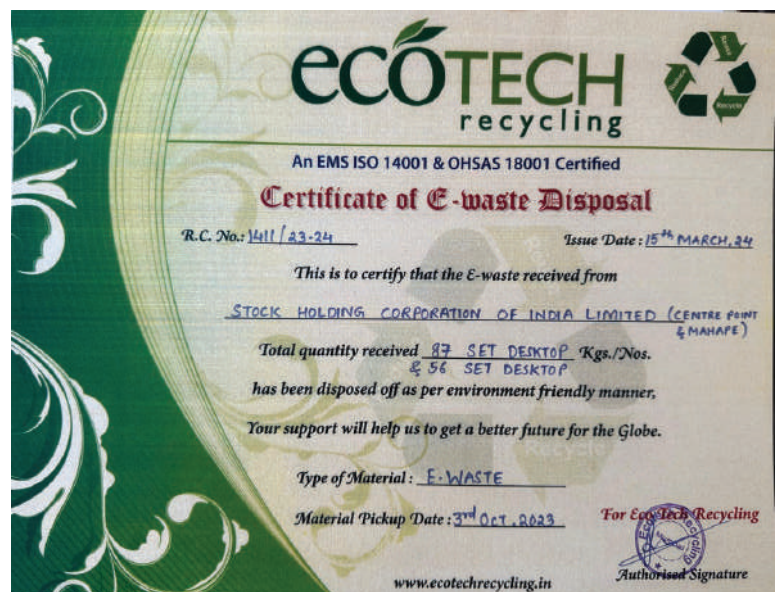 ecoTECH
recycling
Reduce
Reuse
Recycle
An EMS ISO 14001 & OHSAS 18001 Certified
Certificate of E-waste Disposal
R.C. No.: 1411/23-24 Issue Date: 15th MARCH, 24
This is to certify that the E-waste received from
STOCK HOLDING CORPORATION OF INDIA LIMITED (CENTRE POINT
& MAHAPE)
Total quantity received 87 SET DESKTOP Kgs./Nos.
& 56 SET DESKTOP
has been disposed off as per environment friendly manner,
Your support will help us to get a better future for the Globe.
Recycle
Type of Material: E-WASTE
Material Pickup Date: 3rd OCT, 2023
For Eco Tech Recycling
Authorised Signature
www.ecotechrecycling.in